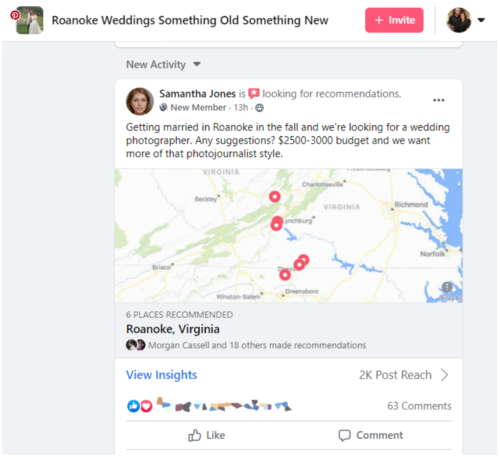 Roanoke Weddings Something Old Something New
+ Invite
New Activity
Samantha Jones is looking for recommendations.
New Member · 13h ·
Getting married in Roanoke in the fall and we're looking for a wedding
photographer. Any suggestions? $2500-3000 budget and we want
more of that photojournalist style.
VIRGINIA
Charlottesville
Beckley
VIRGINIA
Richmond
Lynchburg
Norfolk
Bristol
Greensboro
Winston-Salem
6 PLACES RECOMMENDED
Roanoke, Virginia
Morgan Cassell and 18 others made recommendations
View Insights
2K Post Reach
63 Comments
Like
Comment